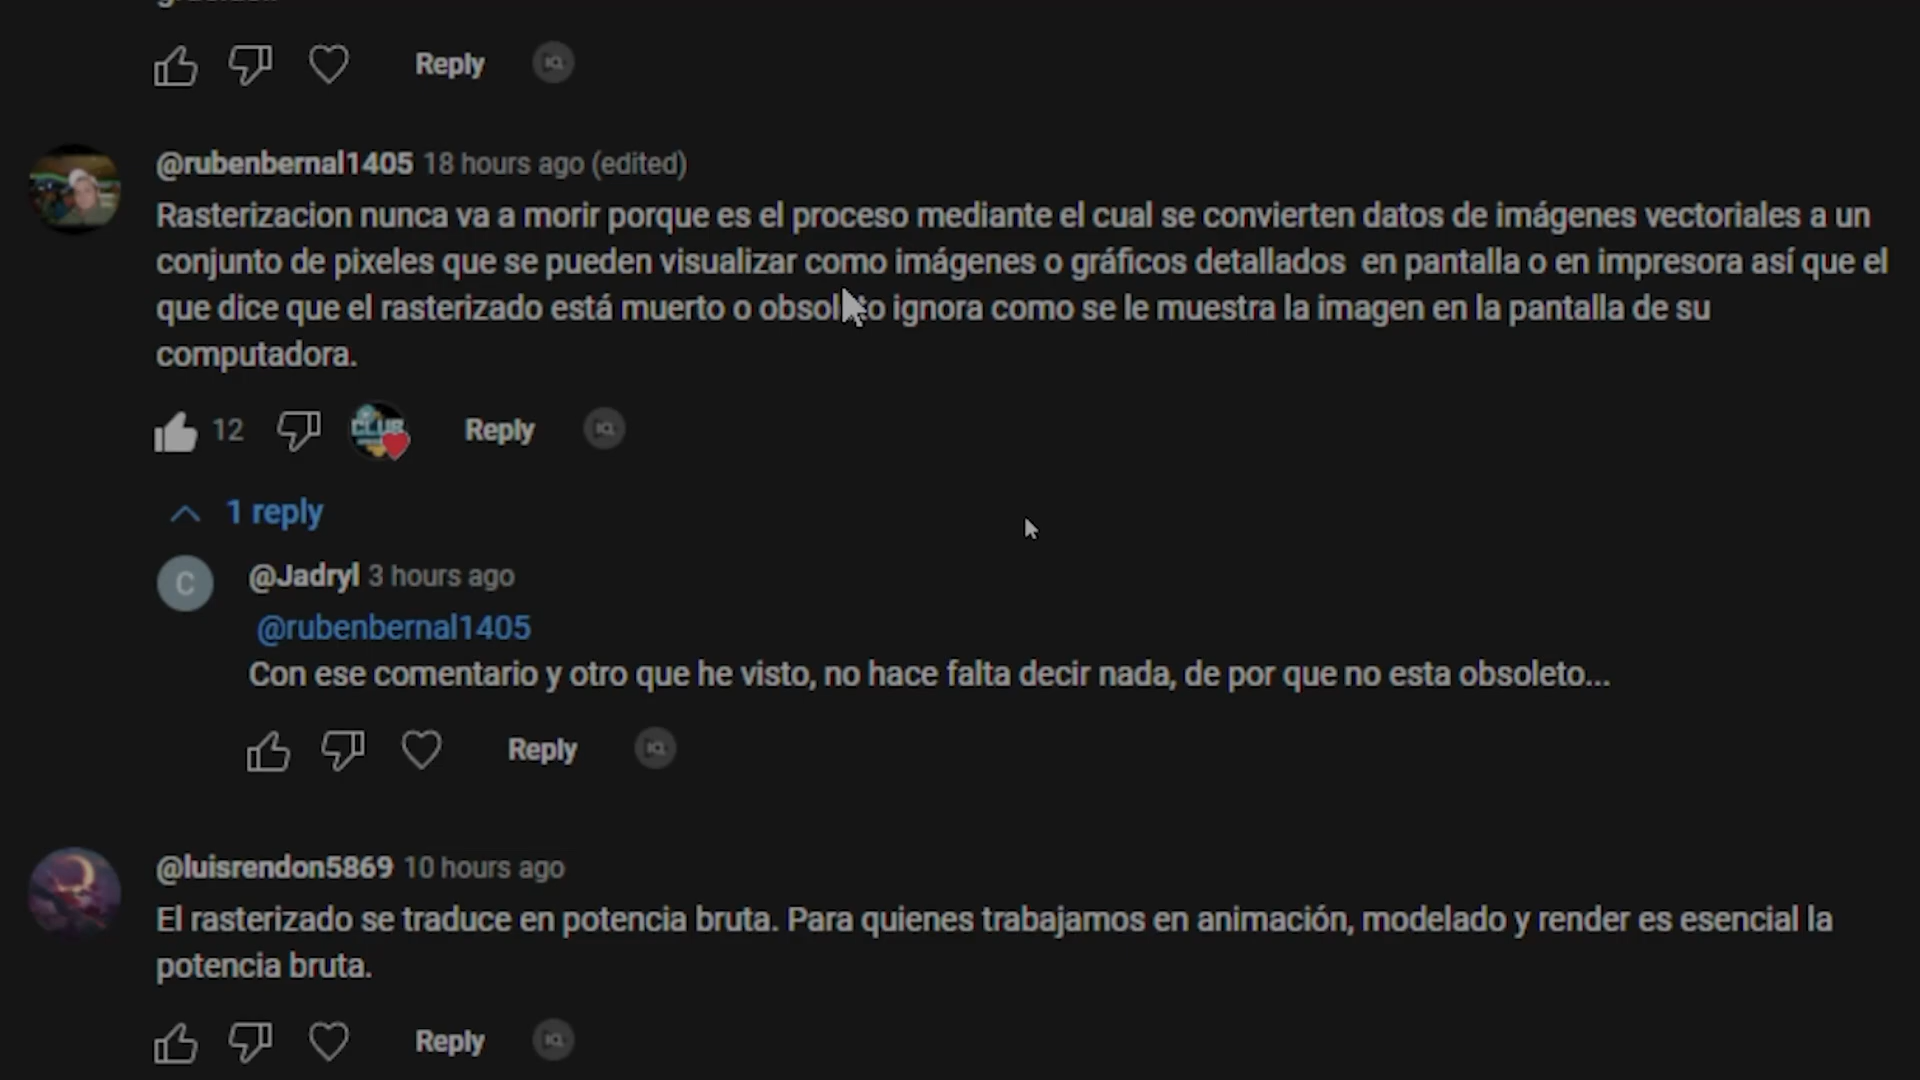 Reply
@rubenbernal1405 18 hours ago (edited)
Rasterizacion nunca va a morir porque es el proceso mediante el cual se convierten datos de imágenes vectoriales a un
conjunto de pixeles que se pueden visualizar como imágenes o gráficos detallados en pantalla o en impresora así que el
que dice que el rasterizado está muerto o obsoleto ignora como se le muestra la imagen en la pantalla de su
computadora.
12 CLUB Reply
1 reply
C
@Jadryl 3 hours ago
@rubenbernal1405
Con ese comentario y otro que he visto, no hace falta decir nada, de por que no esta obsoleto...
Reply
@luisrendon5869 10 hours ago
El rasterizado se traduce en potencia bruta. Para quienes trabajamos en animación, modelado y render es esencial la
potencia bruta.
Reply